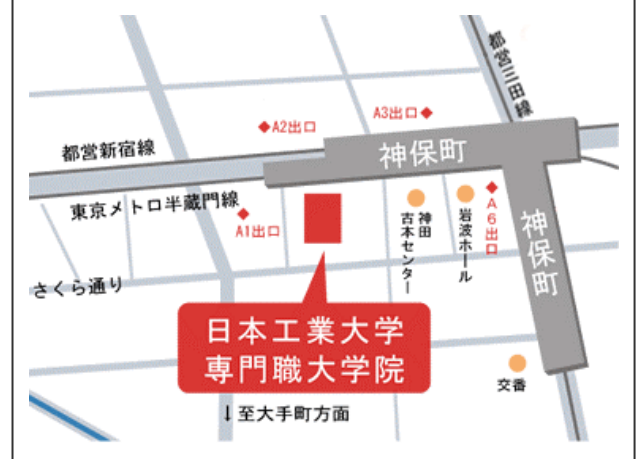 都営三田線
◆A2出口
A3出口◆
都営新宿線
神保町
東京メトロ半蔵門線
◆
A1出口
神田
古本センター
岩波ホール
◆
A6出口
神保町
さくら通り
日本工業大学
専門職大学院
交番
↓至大手町方面